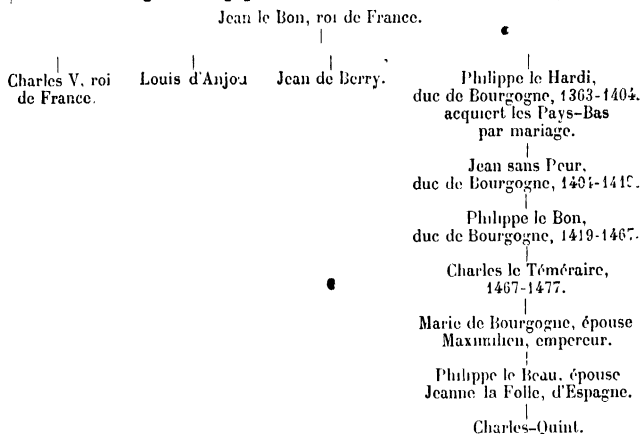 Jean le Bon, roi de France.
Charles V, roi
de France.
Louis d'Anjou
Jean de Berry.
Philippe le Hardi,
duc de Bourgogne, 1363-1404.
acquiert les Pays-Bas
par mariage.
Jean sans Peur,
duc de Bourgogne, 1404-1419.
Philippe le Bon,
duc de Bourgogne, 1419-1467.
Charles le Téméraire,
1467-1477.
Marie de Bourgogne, épouse
Maximilien, empereur.
Philippe le Beau, épouse
Jeanne la Folle, d'Espagne.
Charles-Quint.